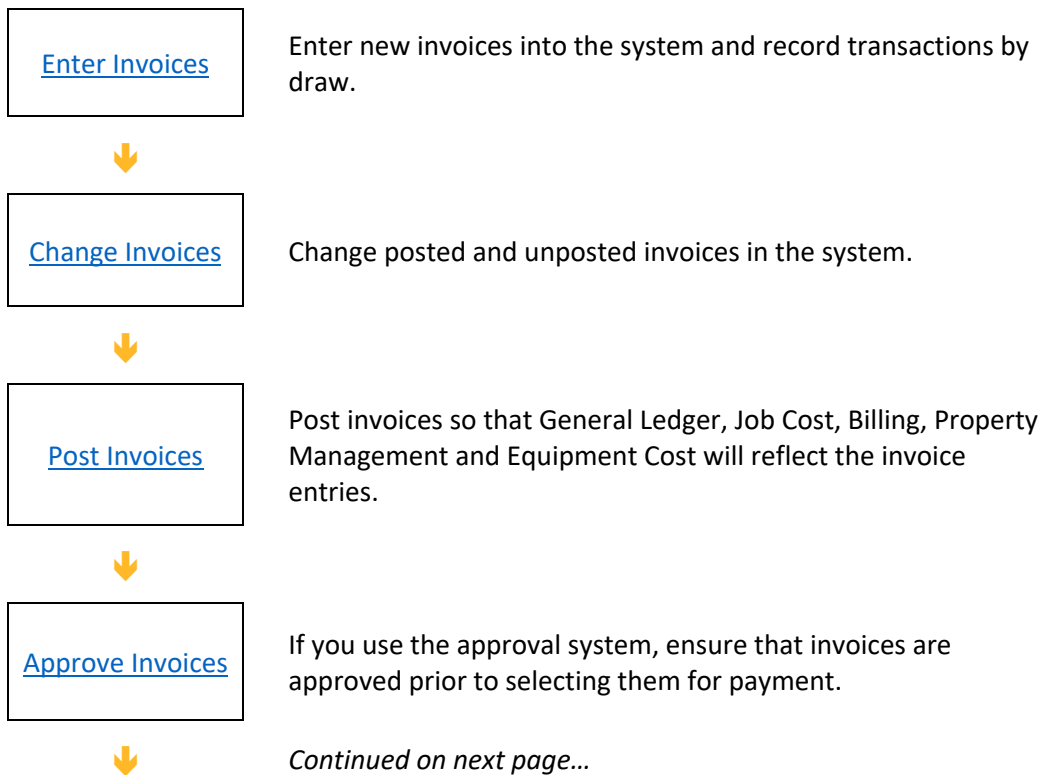 Enter Invoices
Enter new invoices into the system and record transactions by
draw.
Change Invoices
Change posted and unposted invoices in the system.
Post Invoices
Post invoices so that General Ledger, Job Cost, Billing, Property
Management and Equipment Cost will reflect the invoice
entries.
Approve Invoices
If you use the approval system, ensure that invoices are
approved prior to selecting them for payment.
Continued on next page…